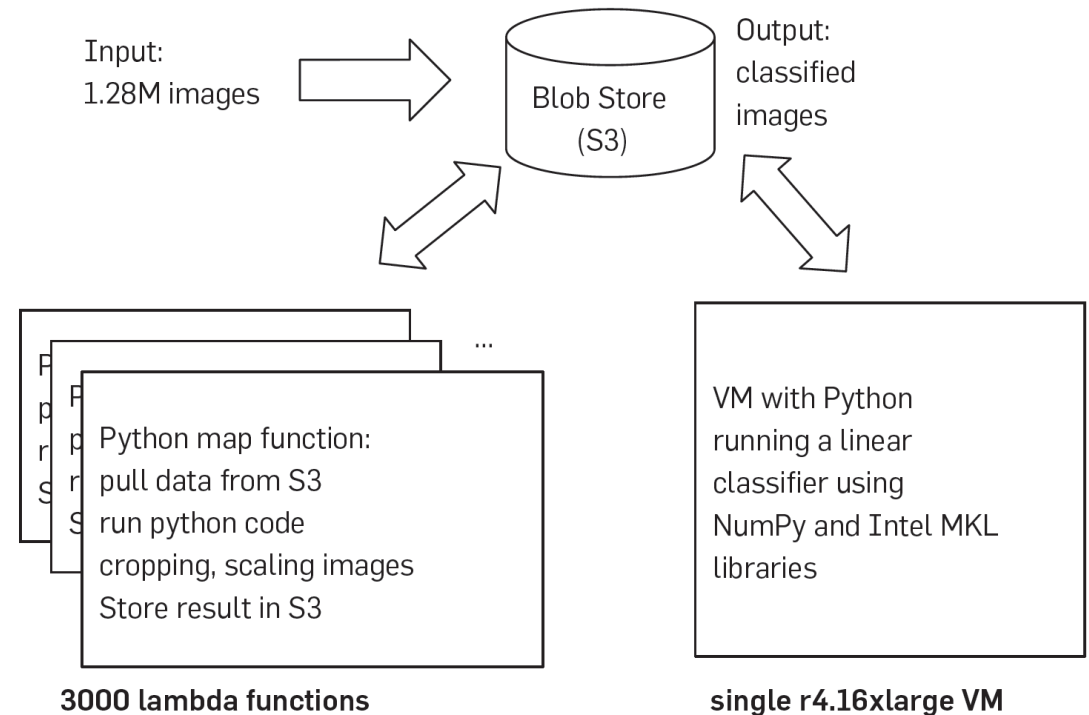 Input:
1.28M images
Blob Store
(S3)
Output:
classified
images
...
P
p
r
S
P
p
r
S
Python map function:
pull data from S3
run python code
cropping, scaling images
Store result in S3
3000 lambda functions
VM with Python
running a linear
classifier using
NumPy and Intel MKL
libraries
single r4.16xlarge VM